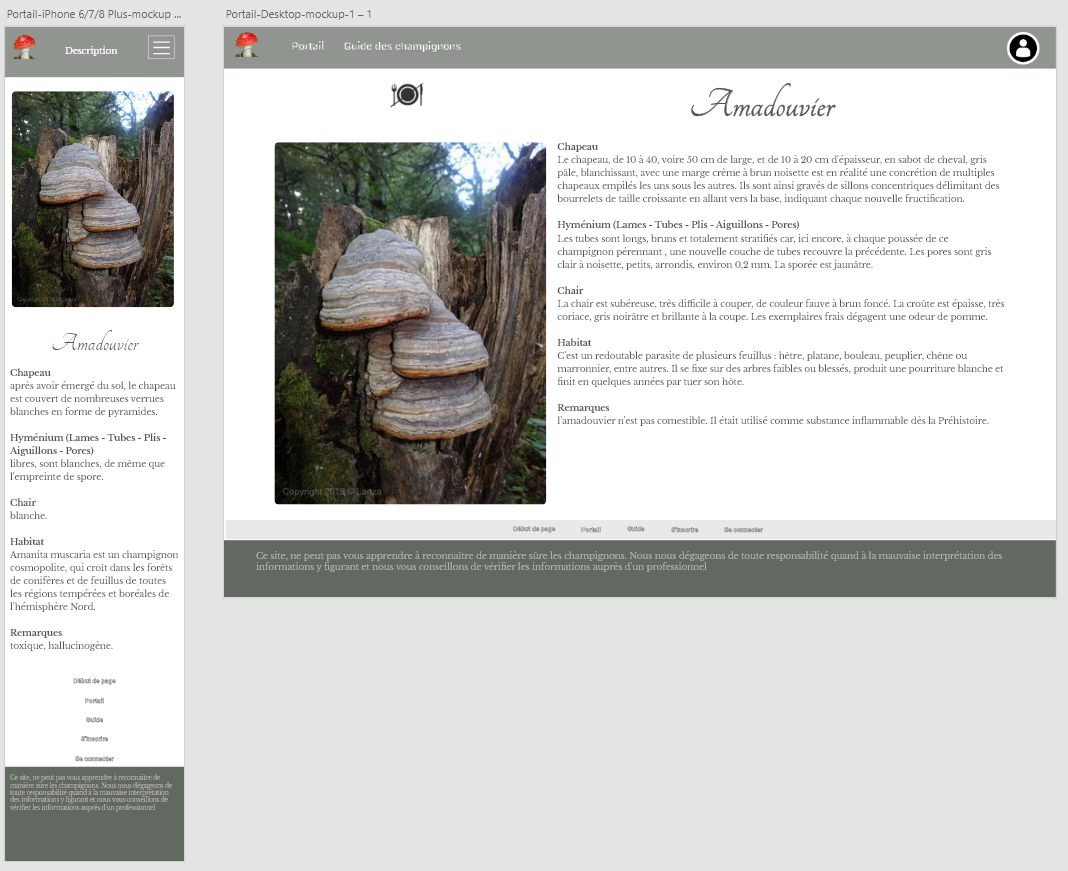 Portail-iPhone 6/7/8 Plus-mockup ...
Description
Copyright 2019 © Lanza
Amadouvier
Chapeau
après avoir émergé du sol, le chapeau
est couvert de nombreuses verrues
blanches en forme de pyramides.
Hyménium (Lames - Tubes - Plis -
Aiguillons - Pores)
libres, sont blanches, de même que
l'empreinte de spore.
Chair
blanche.
Habitat
Amanita muscaria est un champignon
cosmopolite, qui croît dans les forêts
de conifères et de feuillus de toutes
les régions tempérées et boréales de
l'hémisphère Nord.
Remarques
toxique, hallucinogène.
Début de page
Portail
Guide
S'inscrire
Se connecter
Ce site, ne peut pas vous apprendre à reconnaitre de
manière sûre les champignons. Nous nous dégageons de
toute responsabilité quand à la mauvaise interprétation
des informations y figurant et nous vous conseillons de
vérifier les informations auprès d'un professionnel
Portail-Desktop-mockup-1 – 1
Portail Guide des champignons
Amadouvier
Copyright 2019 © Lanza
Chapeau
Le chapeau, de 10 à 40, voire 50 cm de large, et de 10 à 20 cm d'épaisseur, en sabot de cheval, gris
pâle, blanchissant, avec une marge crème à brun noisette est en réalité une concrétion de multiples
chapeaux empilés les uns sous les autres. Ils sont ainsi gravés de sillons concentriques délimitant des
bourrelets de taille croissante en allant vers la base, indiquant chaque nouvelle fructification.
Hyménium (Lames - Tubes - Plis - Aiguillons - Pores)
Les tubes sont longs, bruns et totalement stratifiés car, ici encore, à chaque poussée de ce
champignon pérennant , une nouvelle couche de tubes recouvre la précédente. Les pores sont gris
clair à noisette, petits, arrondis, environ 0,2 mm. La sporée est jaunâtre.
Chair
La chair est subéreuse, très difficile à couper, de couleur fauve à brun foncé. La croûte est épaisse, très
coriace, gris noirâtre et brillante à la coupe. Les exemplaires frais dégagent une odeur de pomme.
Habitat
C'est un redoutable parasite de plusieurs feuillus : hêtre, platane, bouleau, peuplier, chêne ou
marronnier, entre autres. Il se fixe sur des arbres faibles ou blessés, produit une pourriture blanche et
finit en quelques années par tuer son hôte.
Remarques
l'amadouvier n'est pas comestible. Il était utilisé comme substance inflammable dès la Préhistoire.
Début de page Portail Guide S'inscrire Se connecter
Ce site, ne peut pas vous apprendre à reconnaitre de manière sûre les champignons. Nous nous dégageons de toute responsabilité quand à la mauvaise interprétation des
informations y figurant et nous vous conseillons de vérifier les informations auprès d'un professionnel